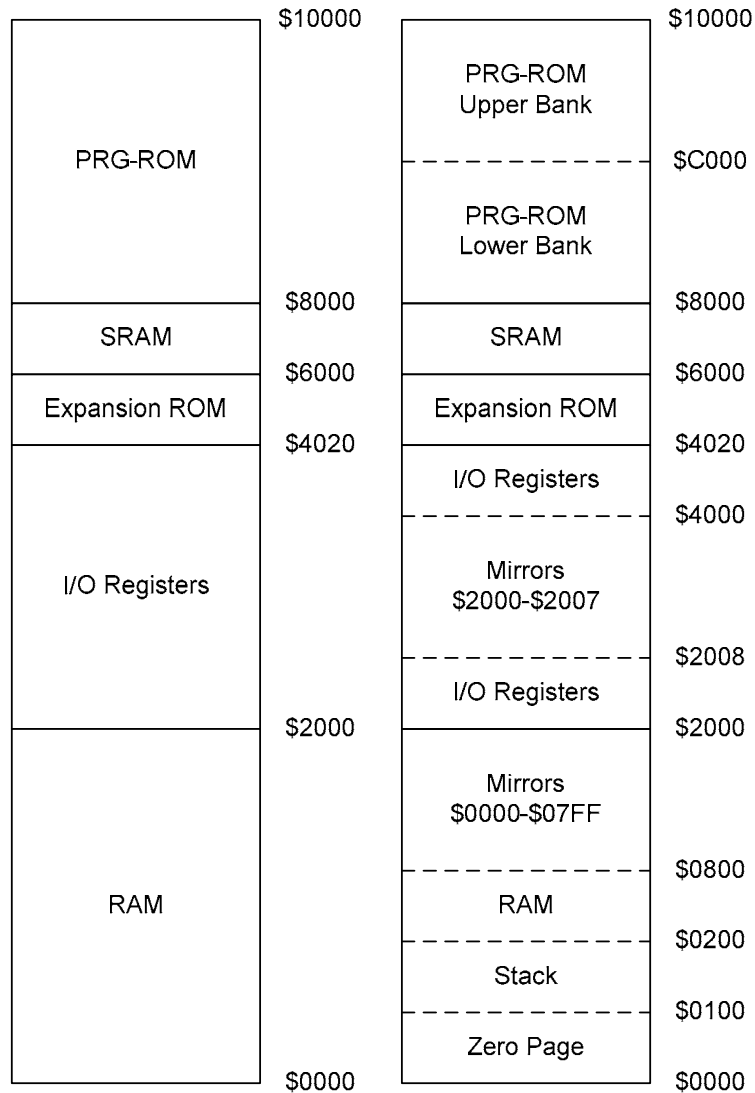 $10000
PRG-ROM
$8000
SRAM
$6000
Expansion ROM
$4020
I/O Registers
$2000
RAM
$0000
$10000
PRG-ROM
Upper Bank
$C000
PRG-ROM
Lower Bank
$8000
SRAM
$6000
Expansion ROM
$4020
I/O Registers
$4000
Mirrors
$2000-$2007
$2008
I/O Registers
$2000
Mirrors
$0000-$07FF
$0800
RAM
$0200
Stack
$0100
Zero Page
$0000